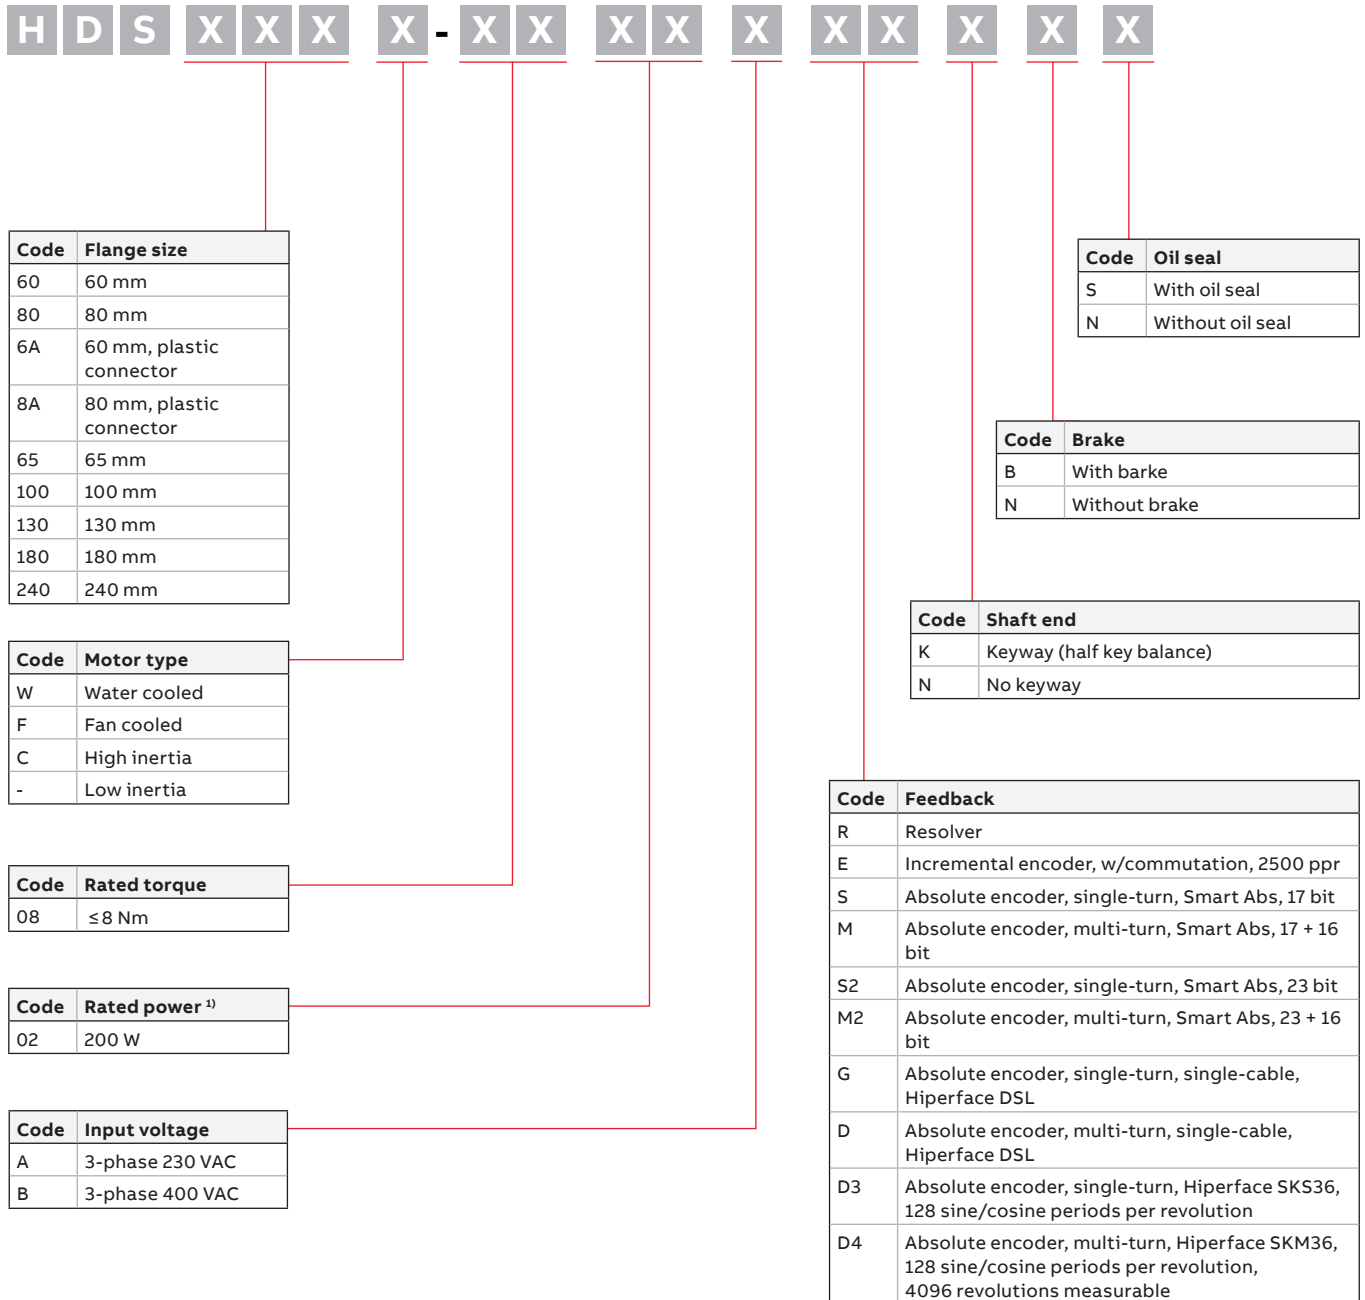 H D S X X X X - X X X X X X X X X X
Code Flange size
60 60 mm
80 80 mm
6A 60 mm, plastic
connector
8A 80 mm, plastic
connector
65 65 mm
100 100 mm
130 130 mm
180 180 mm
240 240 mm
Code Motor type
W Water cooled
F Fan cooled
C High inertia
- Low inertia
Code Rated torque
08 ≤ 8 Nm
Code Rated power 1)
02 200 W
Code Input voltage
A 3-phase 230 VAC
B 3-phase 400 VAC
Code Oil seal
S With oil seal
N Without oil seal
Code Brake
B With barke
N Without brake
Code Shaft end
K Keyway (half key balance)
N No keyway
Code Feedback
R Resolver
E Incremental encoder, w/commutation, 2500 ppr
S Absolute encoder, single-turn, Smart Abs, 17 bit
M Absolute encoder, multi-turn, Smart Abs, 17 + 16
bit
S2 Absolute encoder, single-turn, Smart Abs, 23 bit
M2 Absolute encoder, multi-turn, Smart Abs, 23 + 16
bit
G Absolute encoder, single-turn, single-cable,
Hiperface DSL
D Absolute encoder, multi-turn, single-cable,
Hiperface DSL
D3 Absolute encoder, single-turn, Hiperface SKS36,
128 sine/cosine periods per revolution
D4 Absolute encoder, multi-turn, Hiperface SKM36,
128 sine/cosine periods per revolution,
4096 revolutions measurable